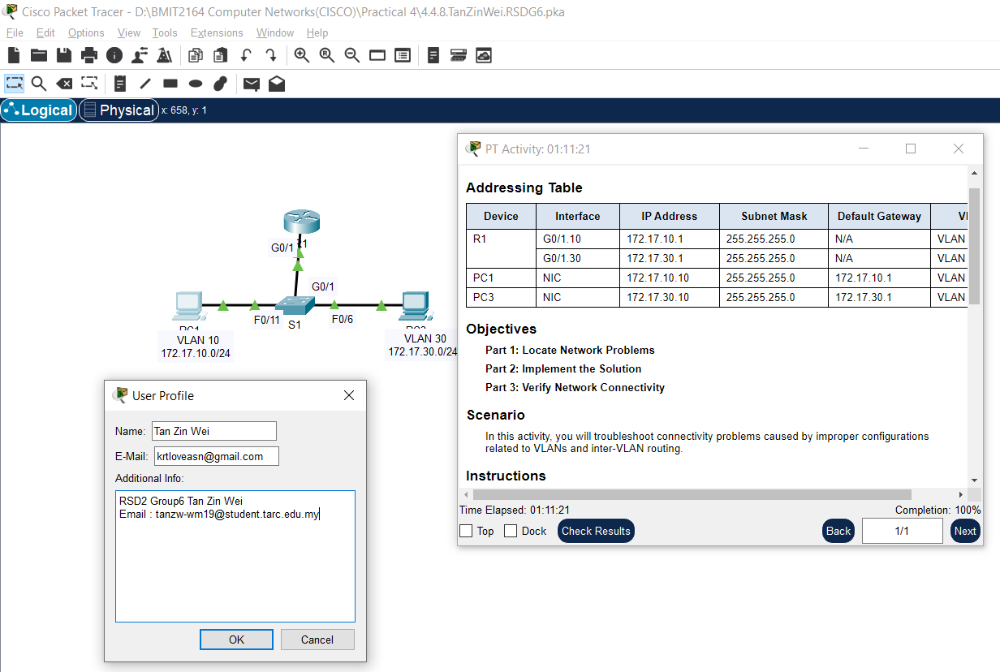 Cisco Packet Tracer - D:\BMIT2164 Computer Networks(CISCO)\Practical 4\4.4.8.TanZinWei.RSDG6.pka
File Edit Options View Tools Extensions Window Help
Logical Physical x: 658, y: 1
G0/1
G0/1
F0/11 S1 F0/6
VLAN 10
172.17.10.0/24
VLAN 30
172.17.30.0/24
PT Activity: 01:11:21
Addressing Table
Device Interface IP Address Subnet Mask Default Gateway
R1 G0/1.10 172.17.10.1 255.255.255.0 N/A VLAN
G0/1.30 172.17.30.1 255.255.255.0 N/A VLAN
PC1 NIC 172.17.10.10 255.255.255.0 172.17.10.1 VLAN
PC3 NIC 172.17.30.10 255.255.255.0 172.17.30.1 VLAN
Objectives
Part 1: Locate Network Problems
Part 2: Implement the Solution
Part 3: Verify Network Connectivity
Scenario
In this activity, you will troubleshoot connectivity problems caused by improper configurations
related to VLANs and inter-VLAN routing.
Instructions
Time Elapsed: 01:11:21 Completion: 100%
Top Dock Check Results Back 1/1 Next
User Profile
Name: Tan Zin Wei
E-Mail: krtloveasn@gmail.com
Additional Info:
RSD2 Group6 Tan Zin Wei
Email : tanzw-wm19@student.tarc.edu.my
OK Cancel